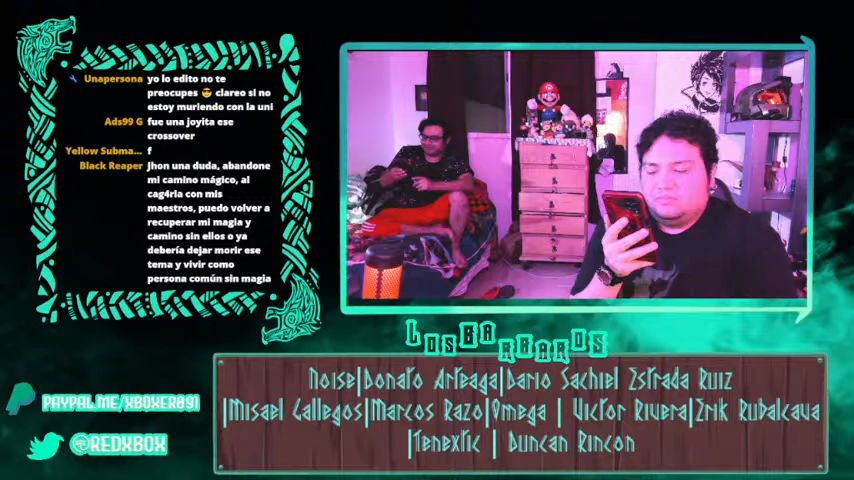 Unapersona yo lo edito no te
preocupes 😎 clareo si no
estoy muriendo con la uni
Ads99 G fue una joyita ese
crossover
Yellow Subma... f
Black Reaper Jhon una duda, abandone
mi camino mágico, al
cag4rla con mis
maestros, puedo volver a
recuperar mi magia y
camino sin ellos o ya
debería dejar morir ese
tema y vivir como
persona común sin magia
Los Barbaros
Noise|Donato Arteaga|Dario Sachiel Estrada Ruiz
|Misael Gallegos|Marcos Razo|Omega | Victor Rivera|Erik Rubalcava
|Tenextic | Duncan Rincon
PAYPAL.ME/XBOXER091
@REDXBOX